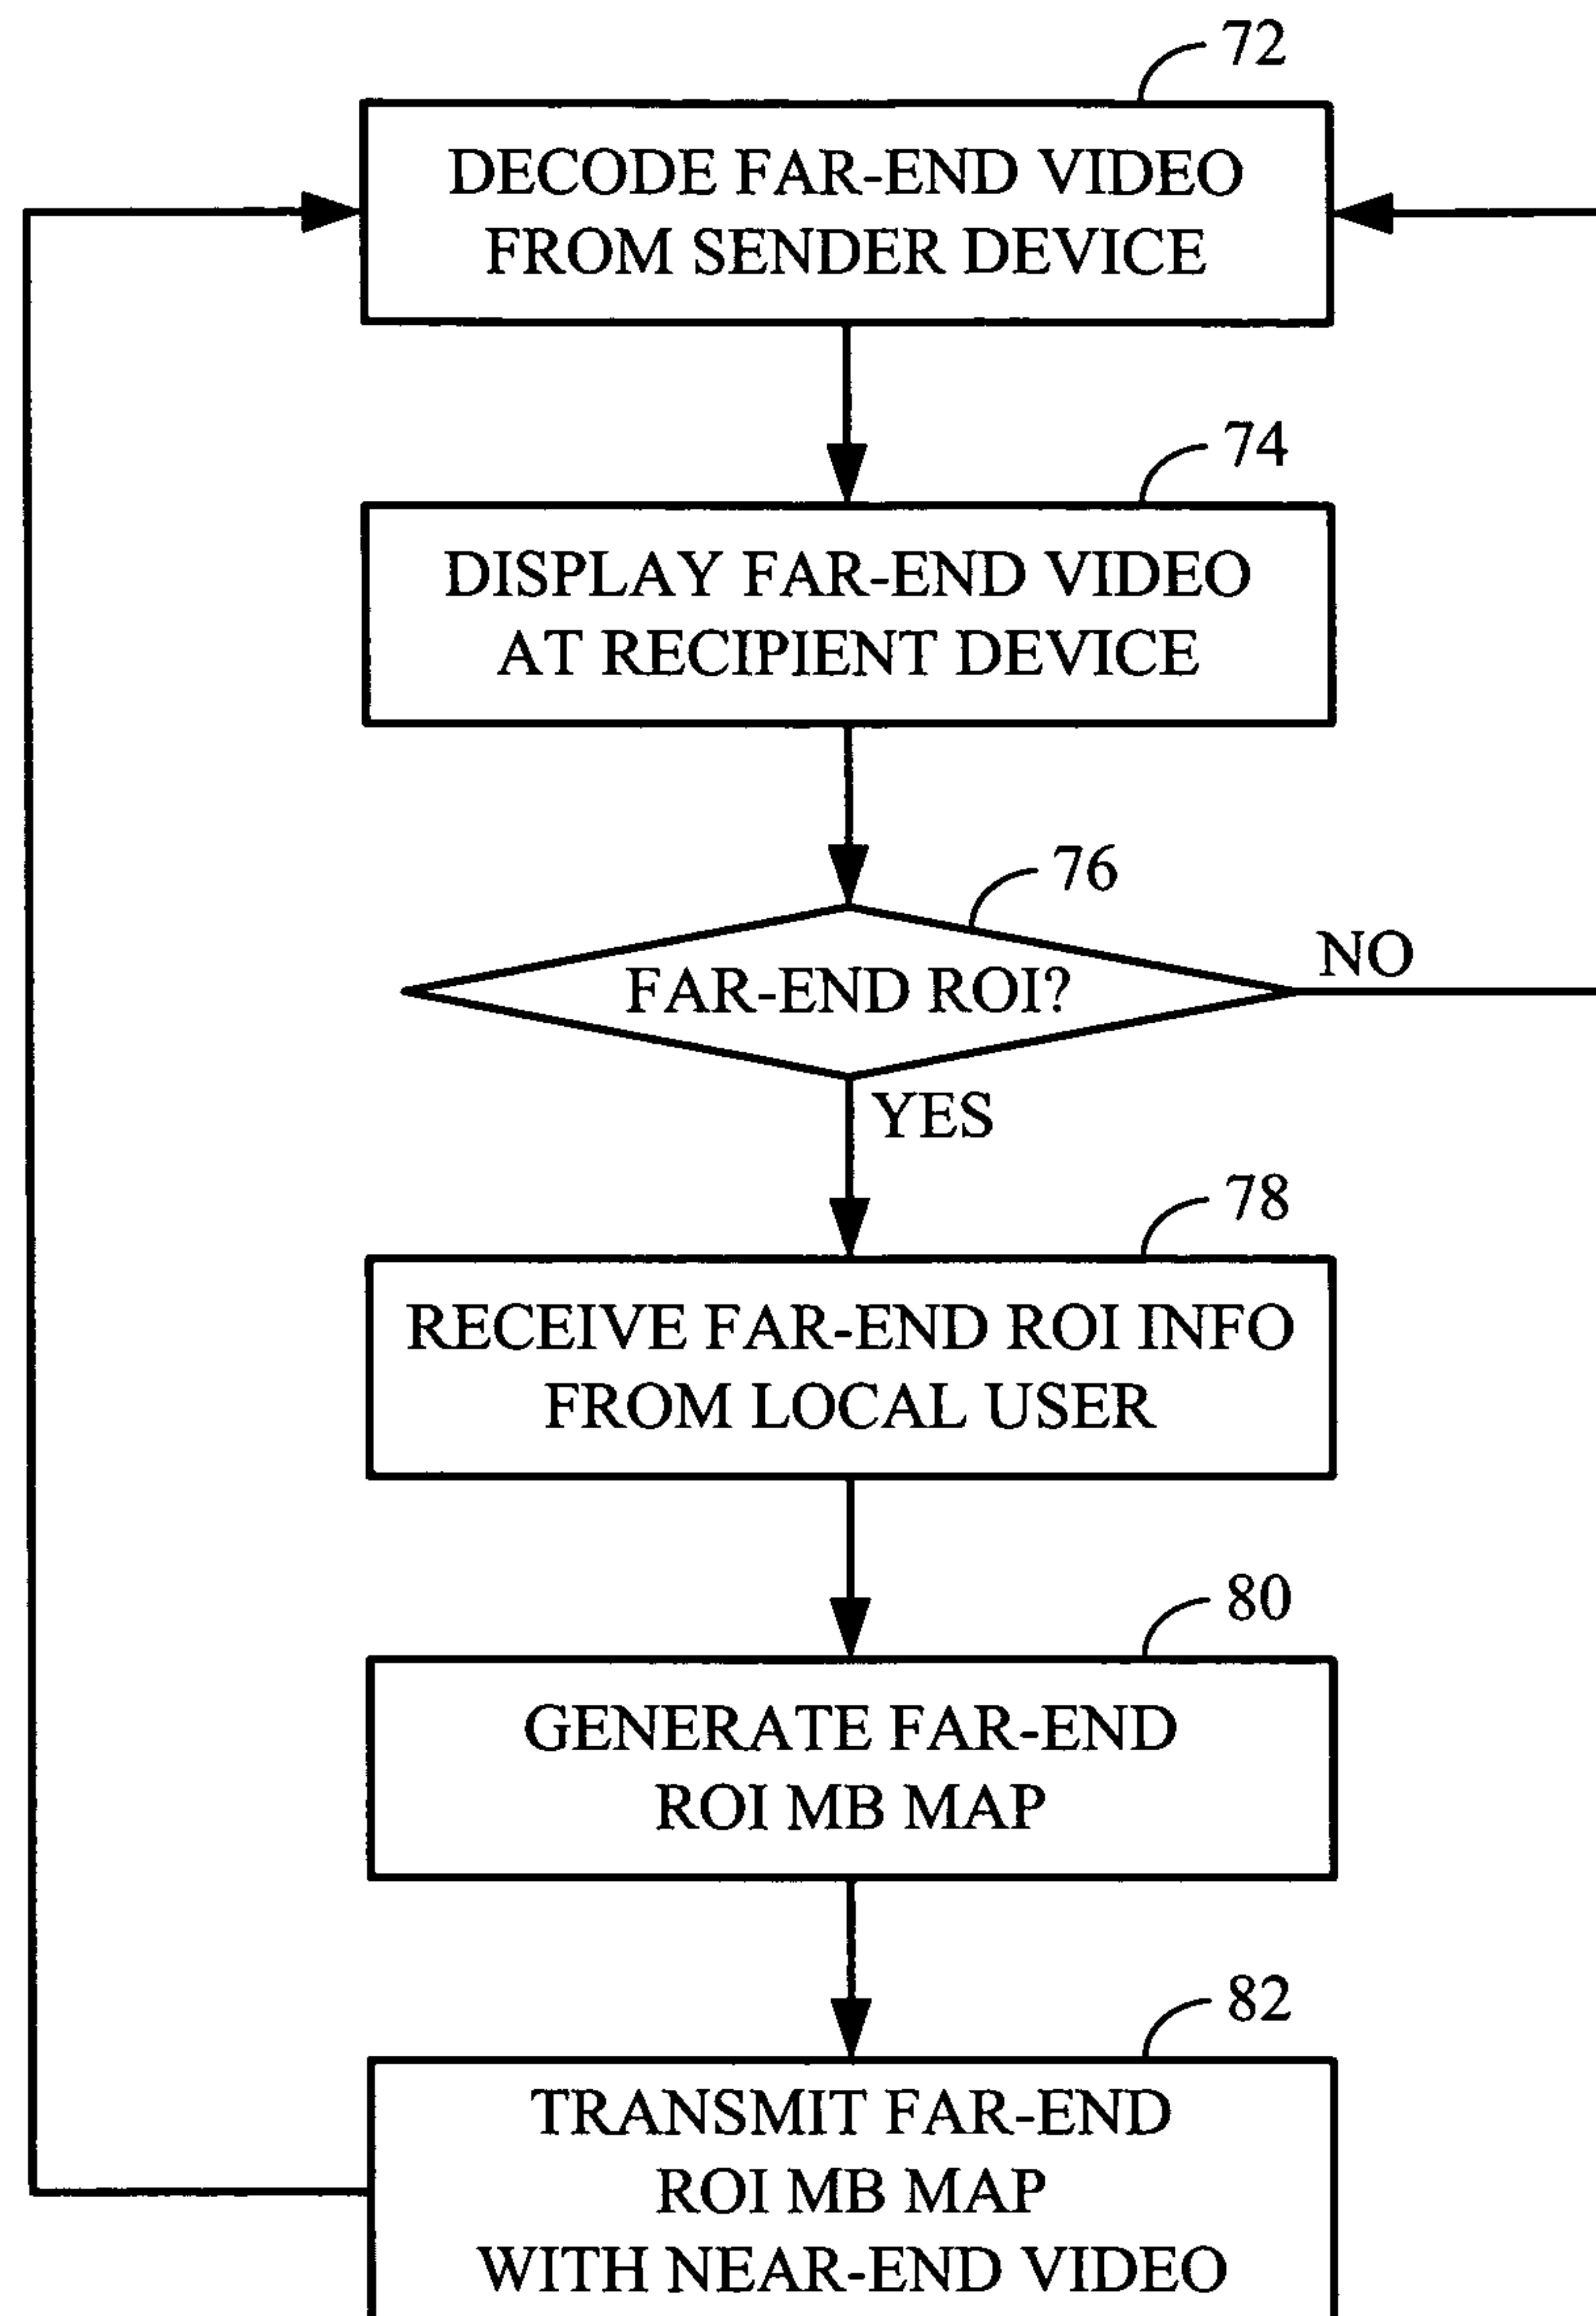 72
DECODE FAR-END VIDEO
FROM SENDER DEVICE
74
DISPLAY FAR-END VIDEO
AT RECIPIENT DEVICE
76
FAR-END ROI?
NO
YES
78
RECEIVE FAR-END ROI INFO
FROM LOCAL USER
80
GENERATE FAR-END
ROI MB MAP
82
TRANSMIT FAR-END
ROI MB MAP
WITH NEAR-END VIDEO